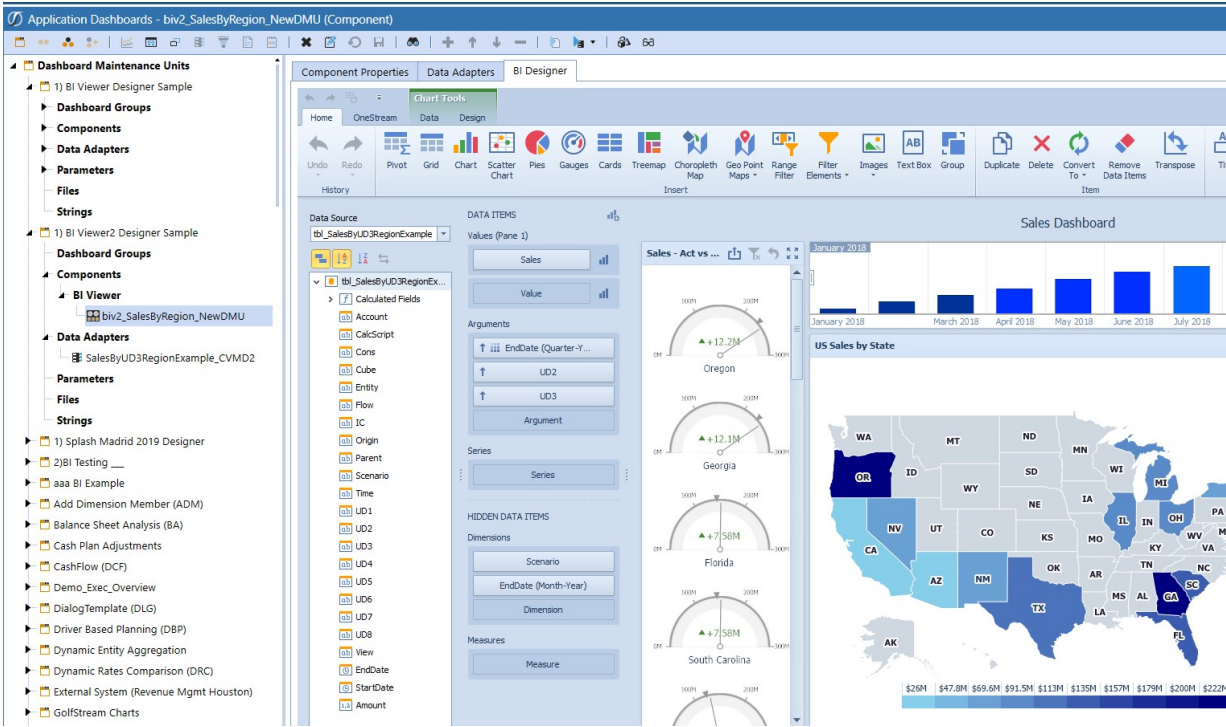 Application Dashboards - biv2_SalesByRegion_NewDMU (Component)
Dashboard Maintenance Units
1) BI Viewer Designer Sample
Dashboard Groups
Components
Data Adapters
Parameters
Files
Strings
1) BI Viewer2 Designer Sample
Dashboard Groups
Components
BI Viewer
biv2_SalesByRegion_NewDMU
Data Adapters
SalesByUD3RegionExample_CVMD2
Parameters
Files
Strings
1) Splash Madrid 2019 Designer
2)BI Testing __
aaa BI Example
Add Dimension Member (ADM)
Balance Sheet Analysis (BA)
Cash Plan Adjustments
CashFlow (DCF)
Demo_Exec_Overview
DialogTemplate (DLG)
Driver Based Planning (DBP)
Dynamic Entity Aggregation
Dynamic Rates Comparison (DRC)
External System (Revenue Mgmt Houston)
GolfStream Charts
Component Properties Data Adapters BI Designer
Chart Tools
Home OneStream Data Design
Undo Redo Pivot Grid Chart Scatter Chart Pies Gauges Cards Treemap Choropleth Map Geo Point Maps Range Filter Filter Elements Images Text Box Group Duplicate Delete Convert To Remove Data Items Transpose
History Insert Item
Data Source
tbl_SalesByUD3RegionExample
tbl_SalesByUD3RegionEx...
Calculated Fields
Account
CalcScript
Cons
Cube
Entity
Flow
IC
Origin
Parent
Scenario
Time
UD1
UD2
UD3
UD4
UD5
UD6
UD7
UD8
View
EndDate
StartDate
Amount
DATA ITEMS
Values (Pane 1)
Sales
Value
Arguments
EndDate (Quarter-Y...
UD2
UD3
Argument
Series
Series
HIDDEN DATA ITEMS
Dimensions
Scenario
EndDate (Month-Year)
Dimension
Measures
Measure
Sales - Act vs ...
100M 200M
+12.2M
0M 300M
Oregon
100M 200M
+12.1M
0M 300M
Georgia
100M 200M
+7.58M
0M 300M
Florida
100M 200M
+7.58M
0M 300M
South Carolina
100M 200M
Sales Dashboard
January 2018
January 2018 March 2018 April 2018 May 2018 June 2018 July 2018
US Sales by State
WA MT ND MN
OR ID SD WI MI
WY IA PA
NE IL IN OH
NV UT CO KS MO WV
CA KY VA
OK TN NC
AZ NM AR SC
TX MS AL GA
LA
AK FL
$26M $47.8M $69.6M $91.5M $113M $135M $157M $179M $200M $222M